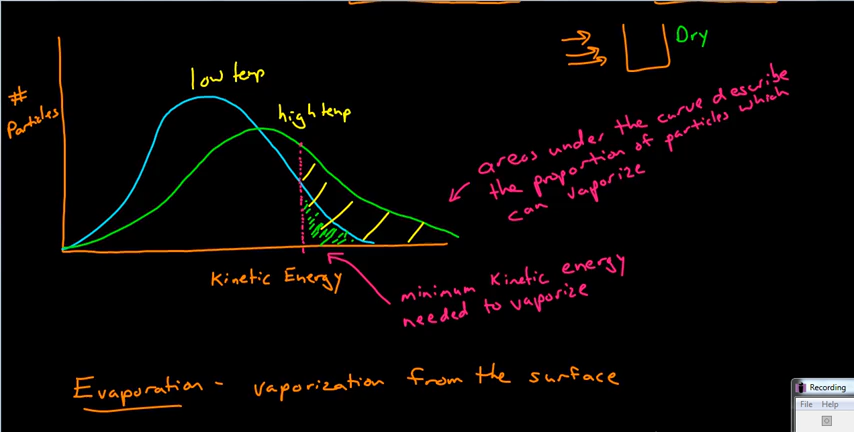 Dry
low temp
high temp
#
Particles
areas under the curve describe
the proportion of particles which
can vaporize
Kinetic Energy
minimum Kinetic energy
needed to vaporize
Evaporation - vaporization from the surface
Recording
File Help